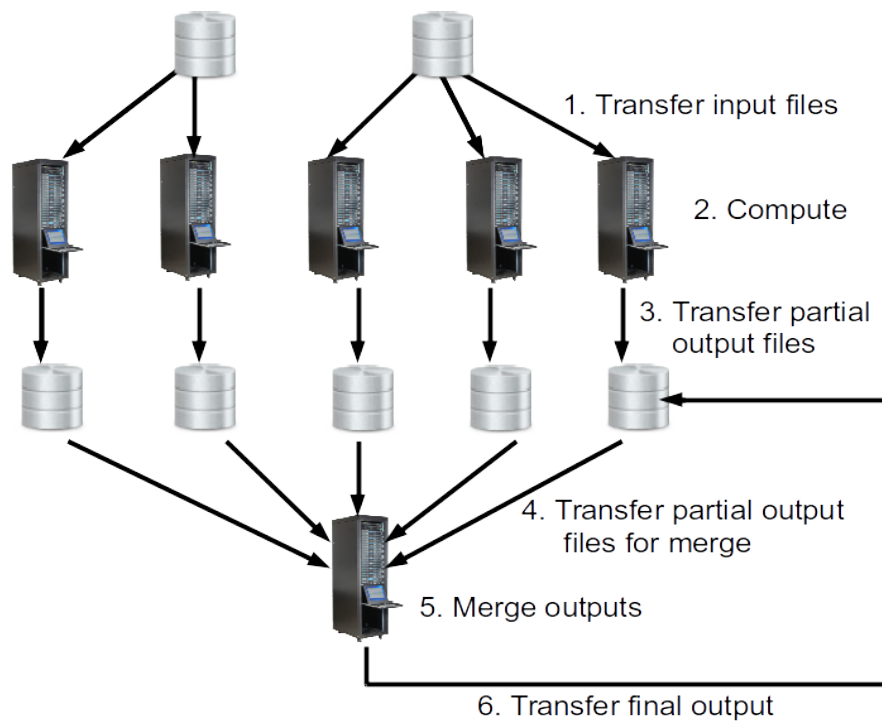 1. Transfer input files
2. Compute
3. Transfer partial
output files
4. Transfer partial output
files for merge
5. Merge outputs
6. Transfer final output